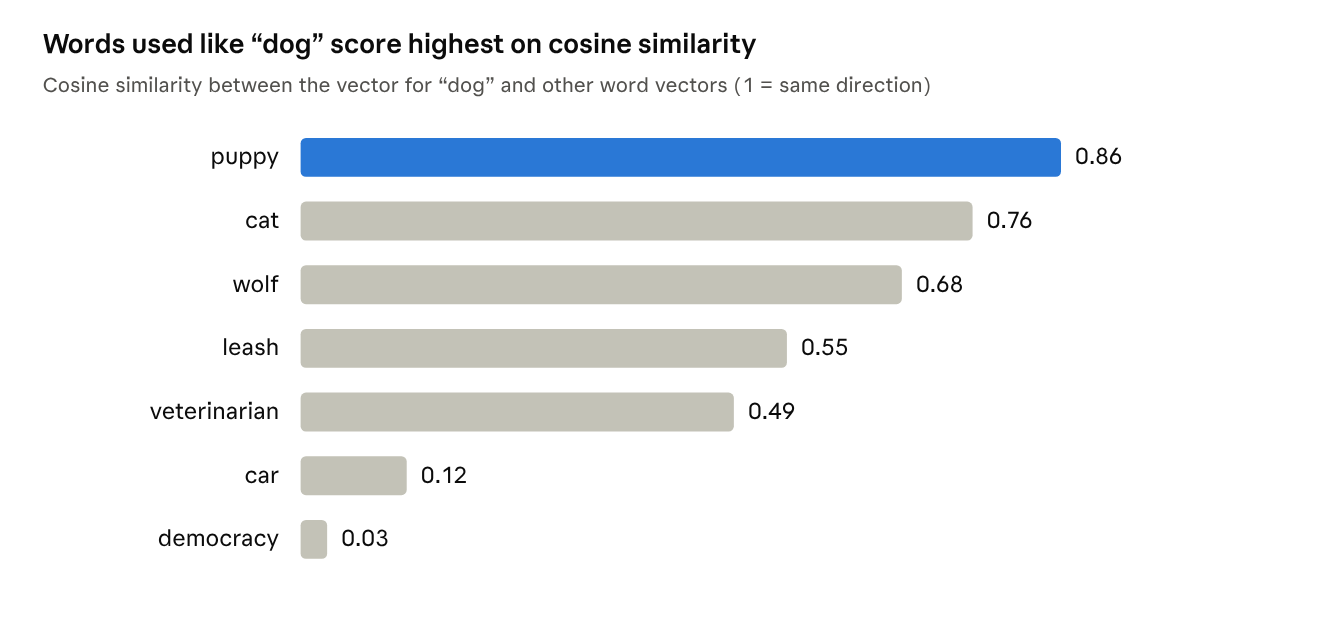 Words used like “dog” score highest on cosine similarity
Cosine similarity between the vector for “dog” and other word vectors (1 = same direction)
puppy 0.86
cat 0.76
wolf 0.68
leash 0.55
veterinarian 0.49
car 0.12
democracy 0.03